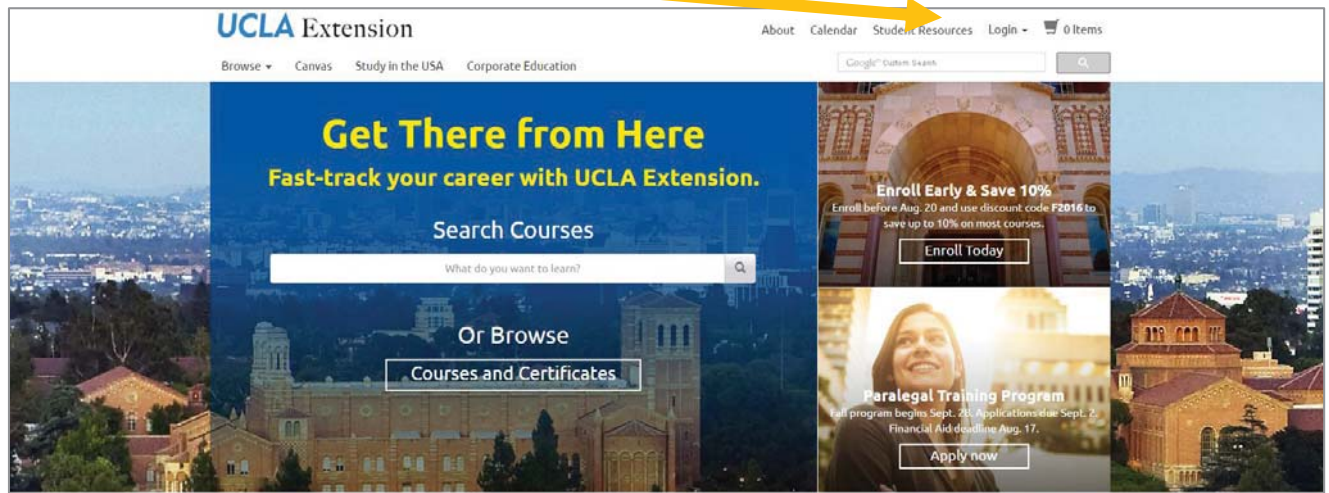 UCLA Extension
About Calendar Student Resources Login 0 Items
Browse Canvas Study in the USA Corporate Education
Google™ Custom Search
Get There from Here
Fast-track your career with UCLA Extension.
Search Courses
What do you want to learn?
Or Browse
Courses and Certificates
Enroll Early & Save 10%
Enroll before Aug. 20 and use discount code F2016 to
save up to 10% on most courses.
Enroll Today
Paralegal Training Program
Fall program begins Sept. 28. Applications due Sept. 2.
Financial Aid deadline Aug. 17.
Apply now